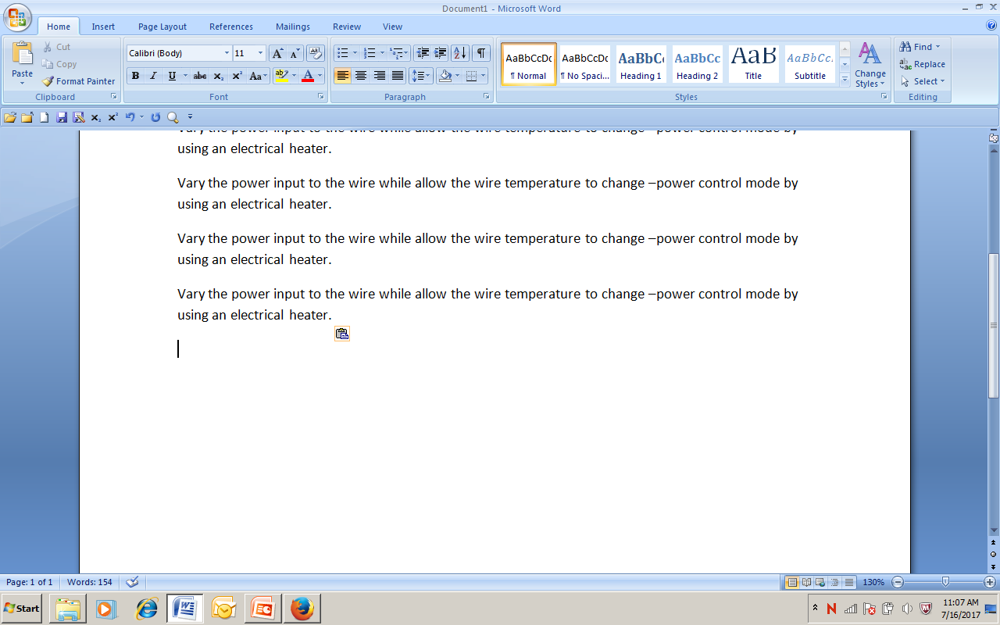 Document1 - Microsoft Word
Home Insert Page Layout References Mailings Review View
Paste Cut Copy Format Painter
Calibri (Body) 11
B I U abc X₂ X² Aa ab A
AaBbCcDc AaBbCcDc AaBbC AaBbCc AaB AaBbCc.
¶ Normal ¶ No Spaci... Heading 1 Heading 2 Title Subtitle
Change Styles
Find Replace Select
Clipboard Font Paragraph Styles Editing
Vary the power input to the wire while allow the wire temperature to change –power control mode by
using an electrical heater.
Vary the power input to the wire while allow the wire temperature to change –power control mode by
using an electrical heater.
Vary the power input to the wire while allow the wire temperature to change –power control mode by
using an electrical heater.
Vary the power input to the wire while allow the wire temperature to change –power control mode by
using an electrical heater.
Page: 1 of 1 Words: 154 130%
Start 11:07 AM
7/16/2017